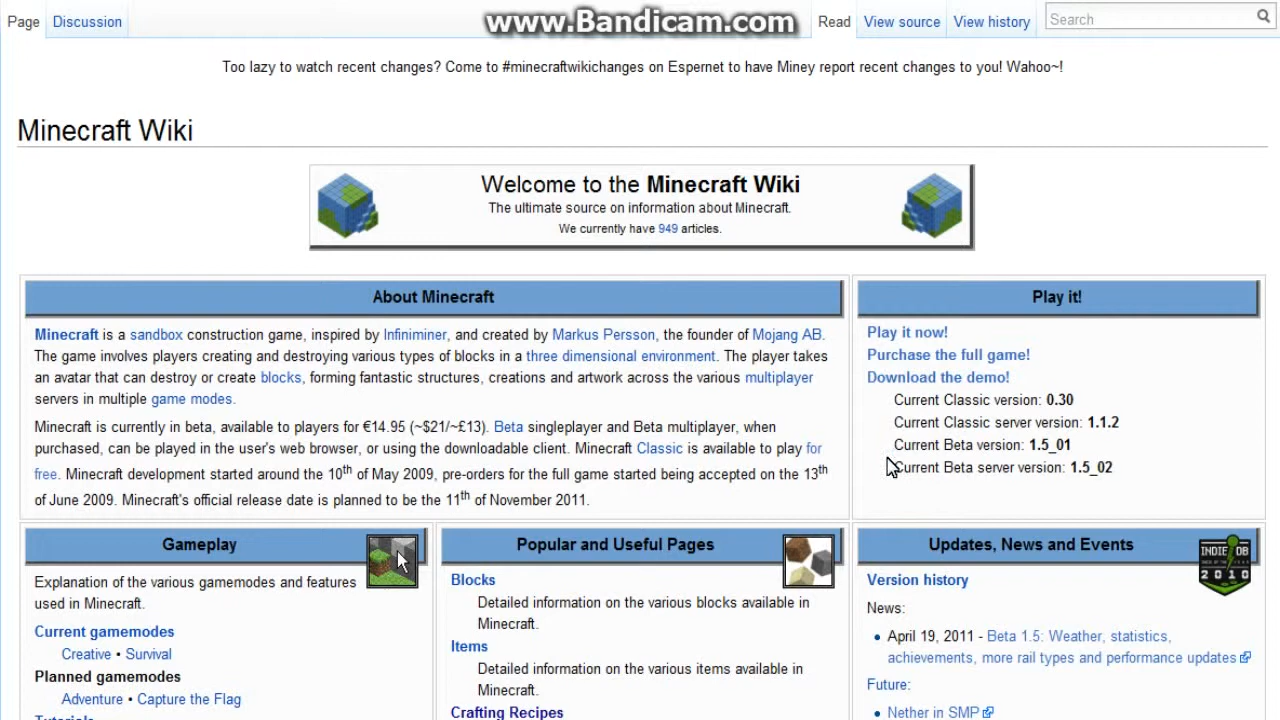 Page Discussion www.Bandicam.com Read View source View history Search
Too lazy to watch recent changes? Come to #minecraftwikichanges on Espernet to have Miney report recent changes to you! Wahoo~!
Minecraft Wiki
Welcome to the Minecraft Wiki
The ultimate source on information about Minecraft.
We currently have 949 articles.
About Minecraft
Minecraft is a sandbox construction game, inspired by Infiniminer, and created by Markus Persson, the founder of Mojang AB.
The game involves players creating and destroying various types of blocks in a three dimensional environment. The player takes
an avatar that can destroy or create blocks, forming fantastic structures, creations and artwork across the various multiplayer
servers in multiple game modes.
Minecraft is currently in beta, available to players for €14.95 (~$21/~£13). Beta singleplayer and Beta multiplayer, when
purchased, can be played in the user's web browser, or using the downloadable client. Minecraft Classic is available to play for
free. Minecraft development started around the 10th of May 2009, pre-orders for the full game started being accepted on the 13th
of June 2009. Minecraft's official release date is planned to be the 11th of November 2011.
Play it!
Play it now!
Purchase the full game!
Download the demo!
Current Classic version: 0.30
Current Classic server version: 1.1.2
Current Beta version: 1.5_01
Current Beta server version: 1.5_02
Gameplay
Explanation of the various gamemodes and features
used in Minecraft.
Current gamemodes
Creative • Survival
Planned gamemodes
Adventure • Capture the Flag
Tutorials
Popular and Useful Pages
Blocks
Detailed information on the various blocks available in
Minecraft.
Items
Detailed information on the various items available in
Minecraft.
Crafting Recipes
Updates, News and Events
INDIE DB
2010
Version history
News:
• April 19, 2011 - Beta 1.5: Weather, statistics,
achievements, more rail types and performance updates
Future:
• Nether in SMP